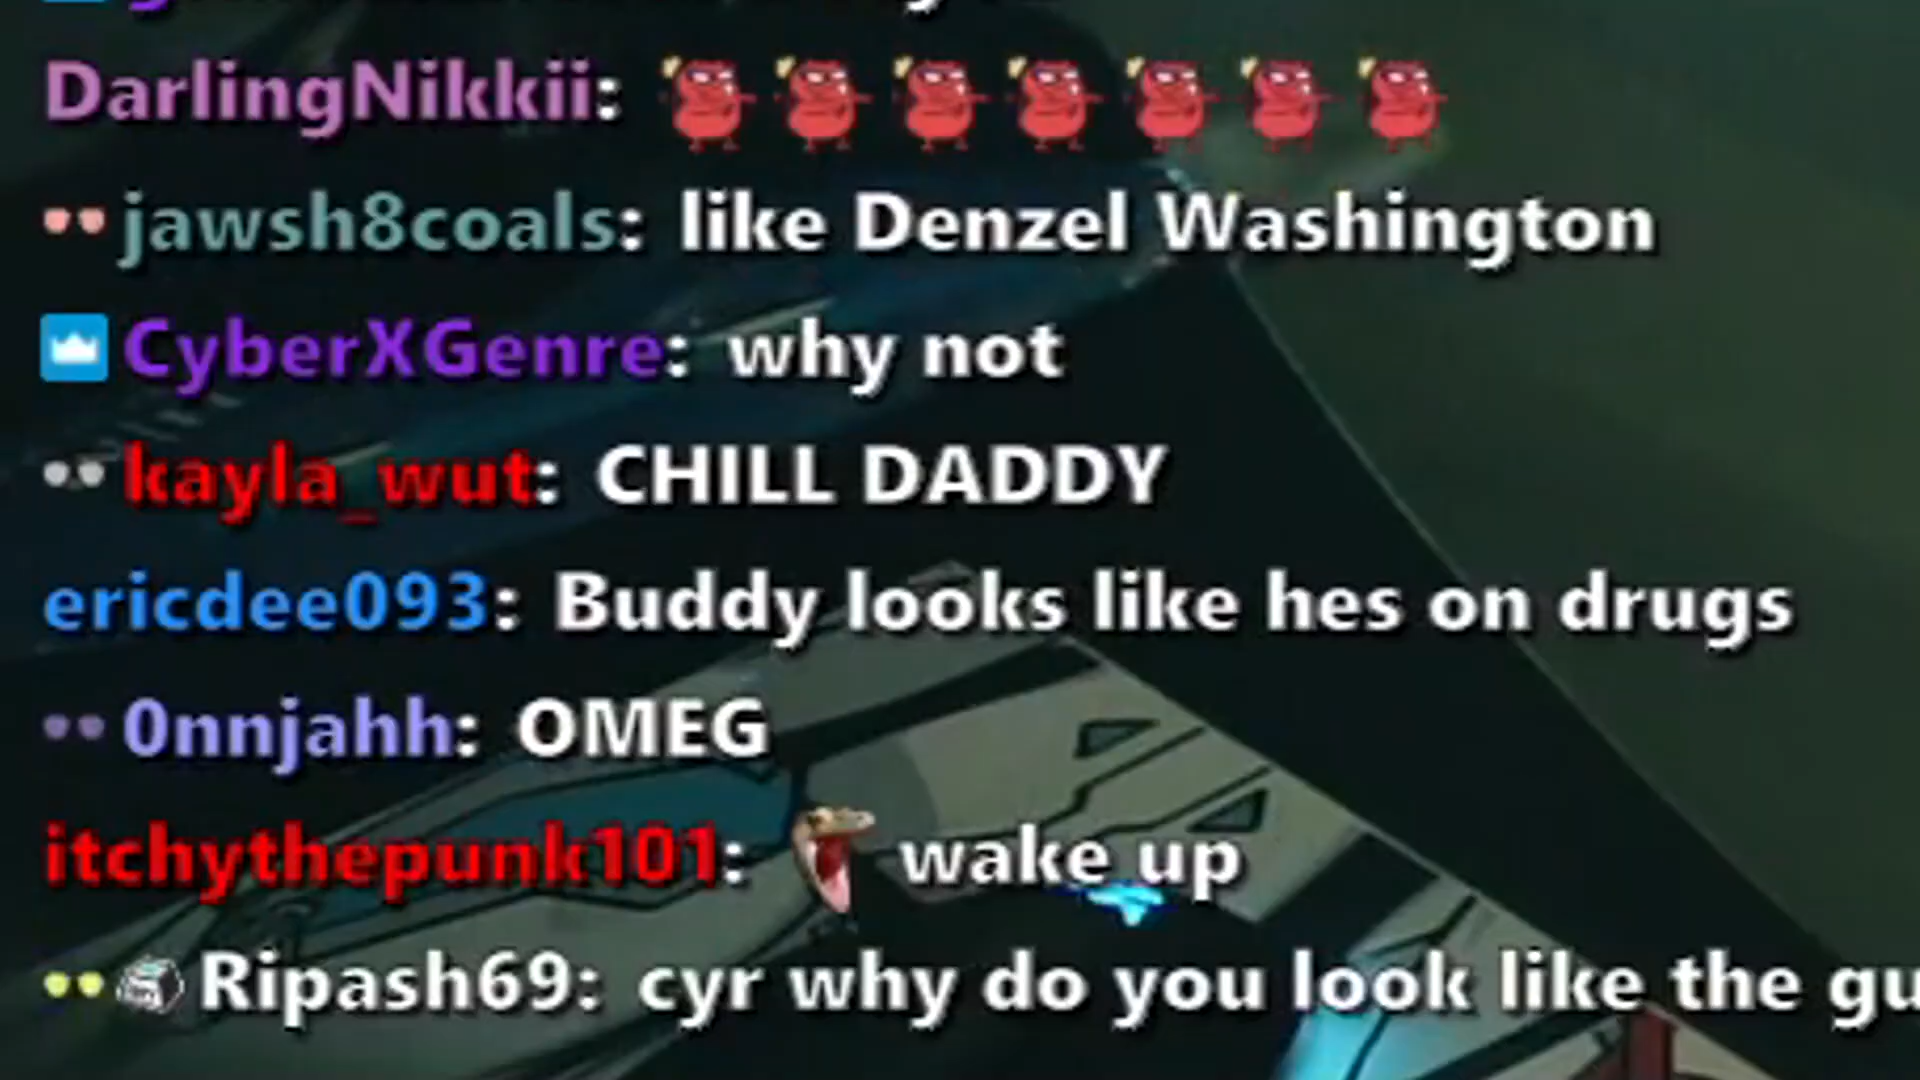 DarlingNikkii:
jawsh8coals: like Denzel Washington
CyberXGenre: why not
kayla_wut: CHILL DADDY
ericdee093: Buddy looks like hes on drugs
0nnjahh: OMEG
itchythepunk101: wake up
Ripash69: cyr why do you look like the gu